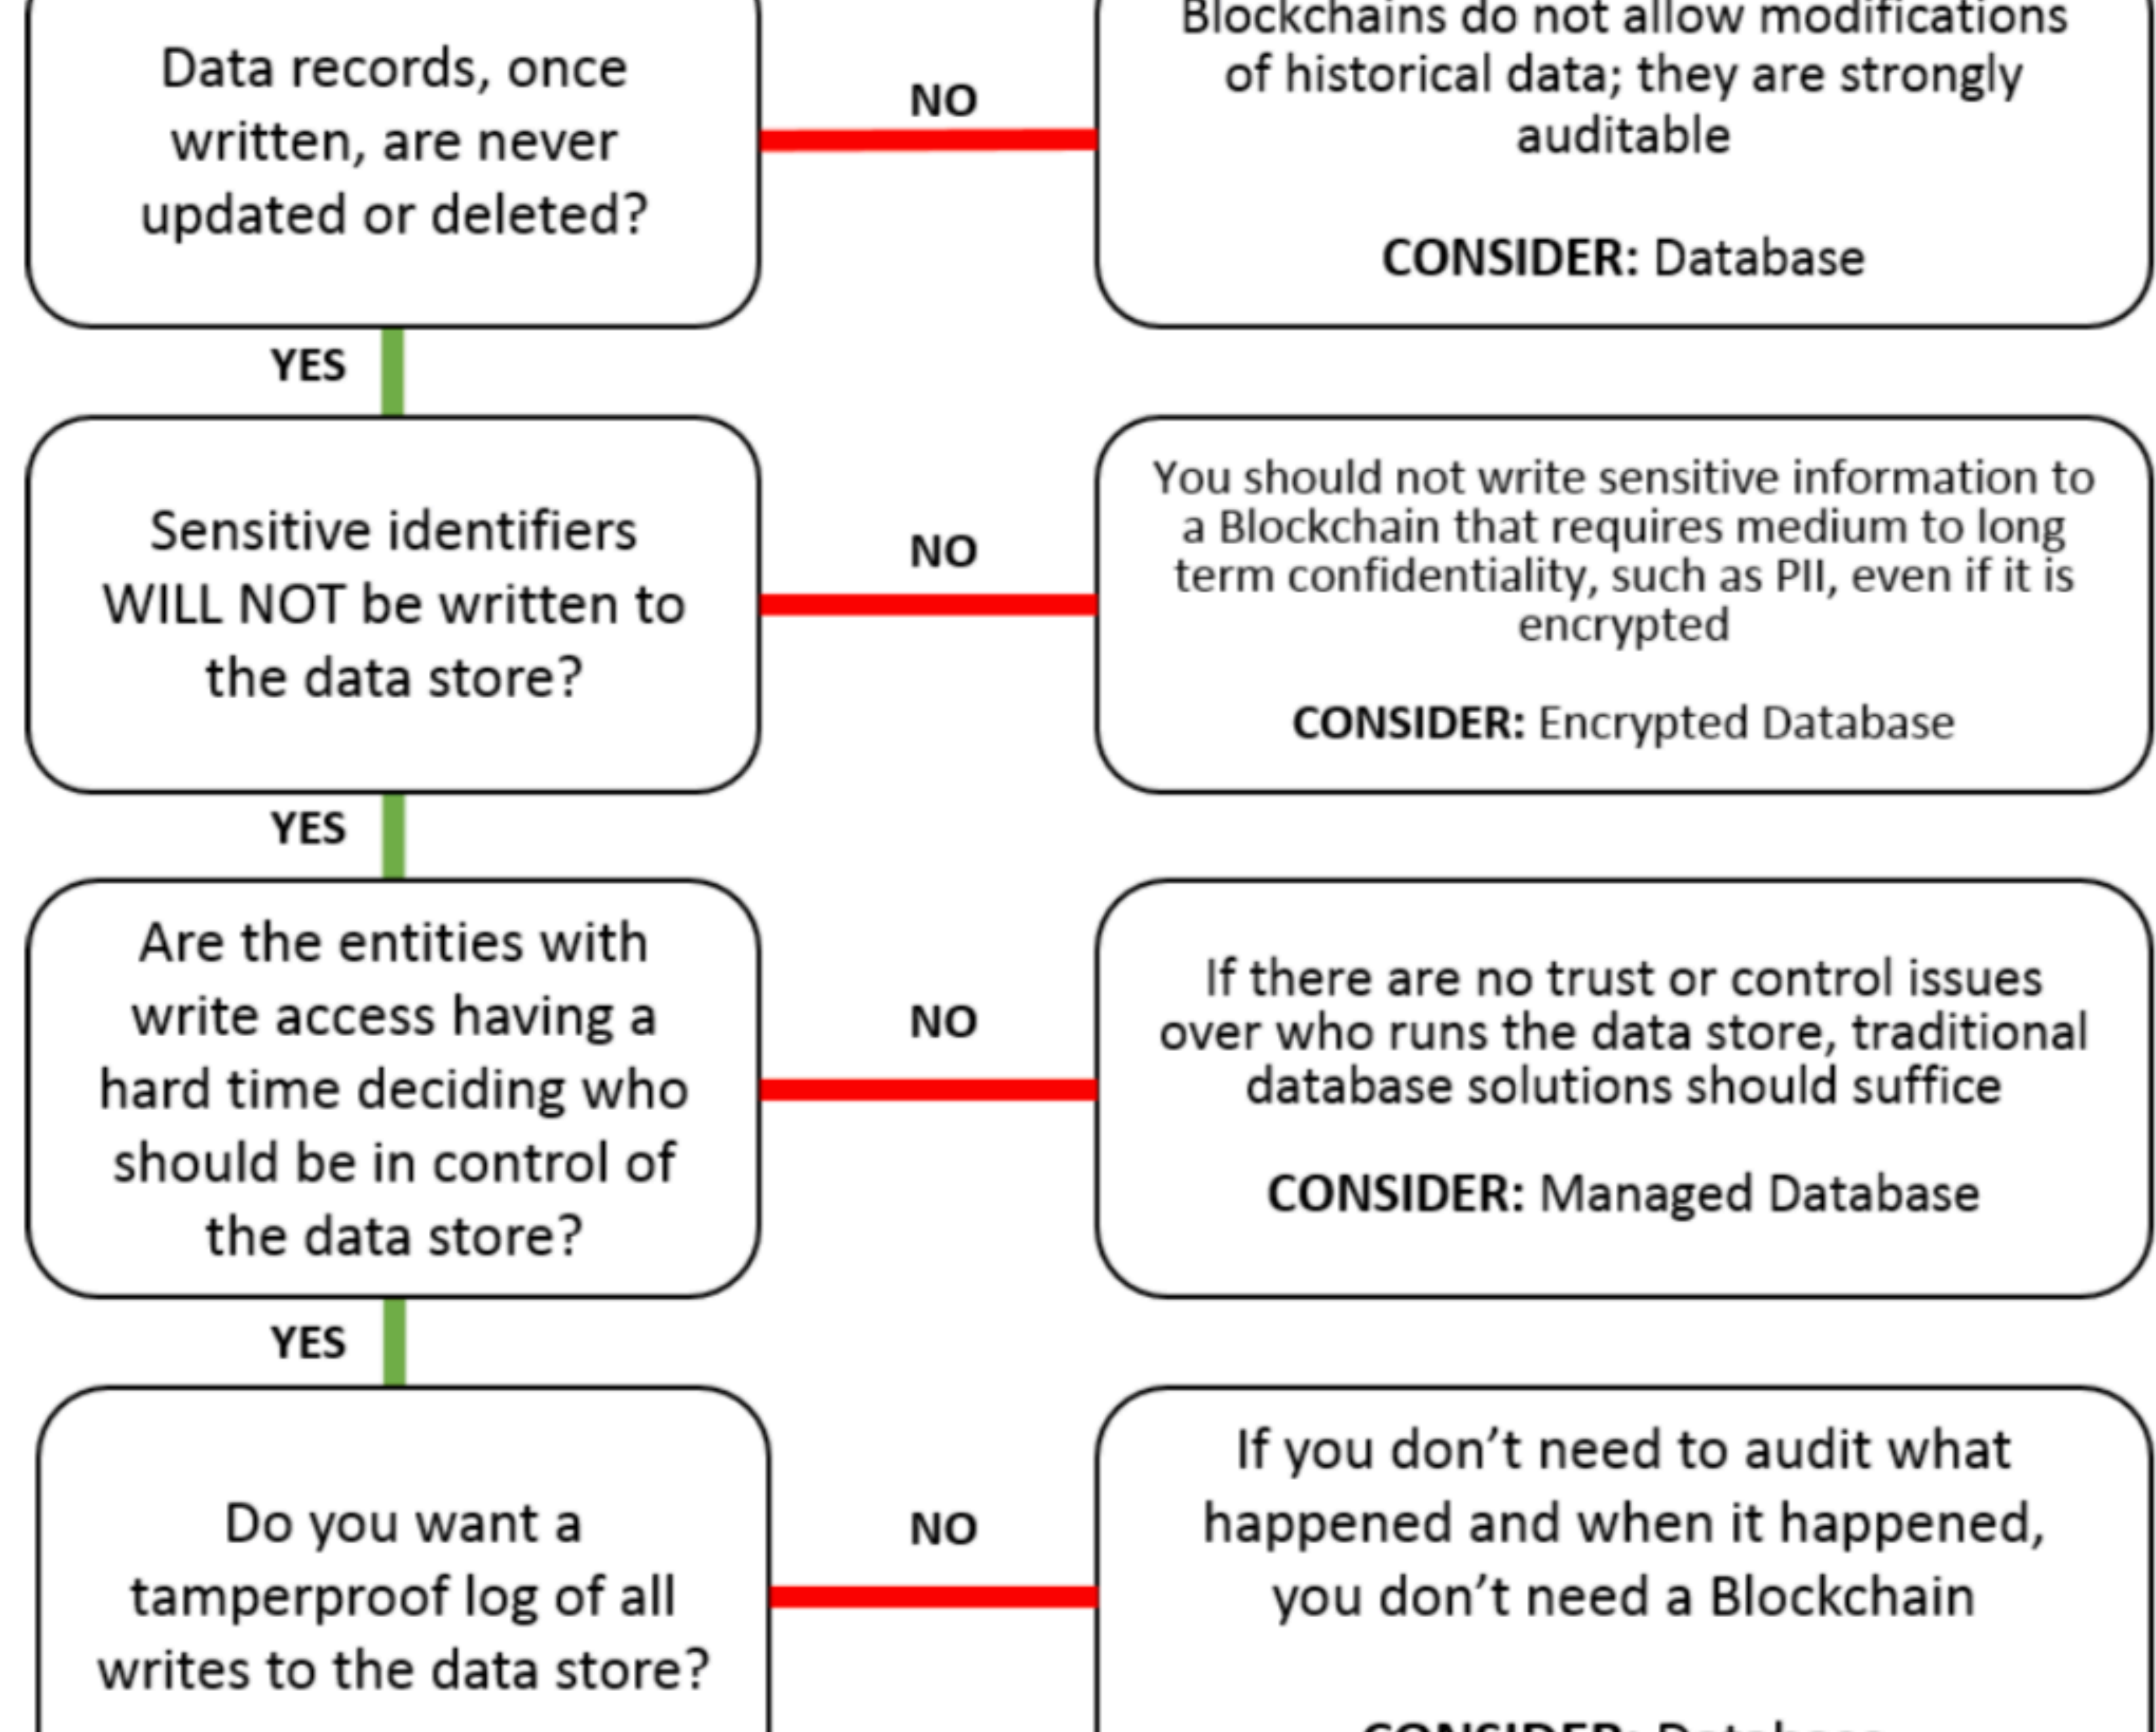 Data records, once
written, are never
updated or deleted?
NO
Blockchains do not allow modifications
of historical data; they are strongly
auditable
CONSIDER: Database
YES
Sensitive identifiers
WILL NOT be written to
the data store?
NO
You should not write sensitive information to
a Blockchain that requires medium to long
term confidentiality, such as PII, even if it is
encrypted
CONSIDER: Encrypted Database
YES
Are the entities with
write access having a
hard time deciding who
should be in control of
the data store?
NO
If there are no trust or control issues
over who runs the data store, traditional
database solutions should suffice
CONSIDER: Managed Database
YES
Do you want a
tamperproof log of all
writes to the data store?
NO
If you don’t need to audit what
happened and when it happened,
you don’t need a Blockchain
CONSIDER: Database